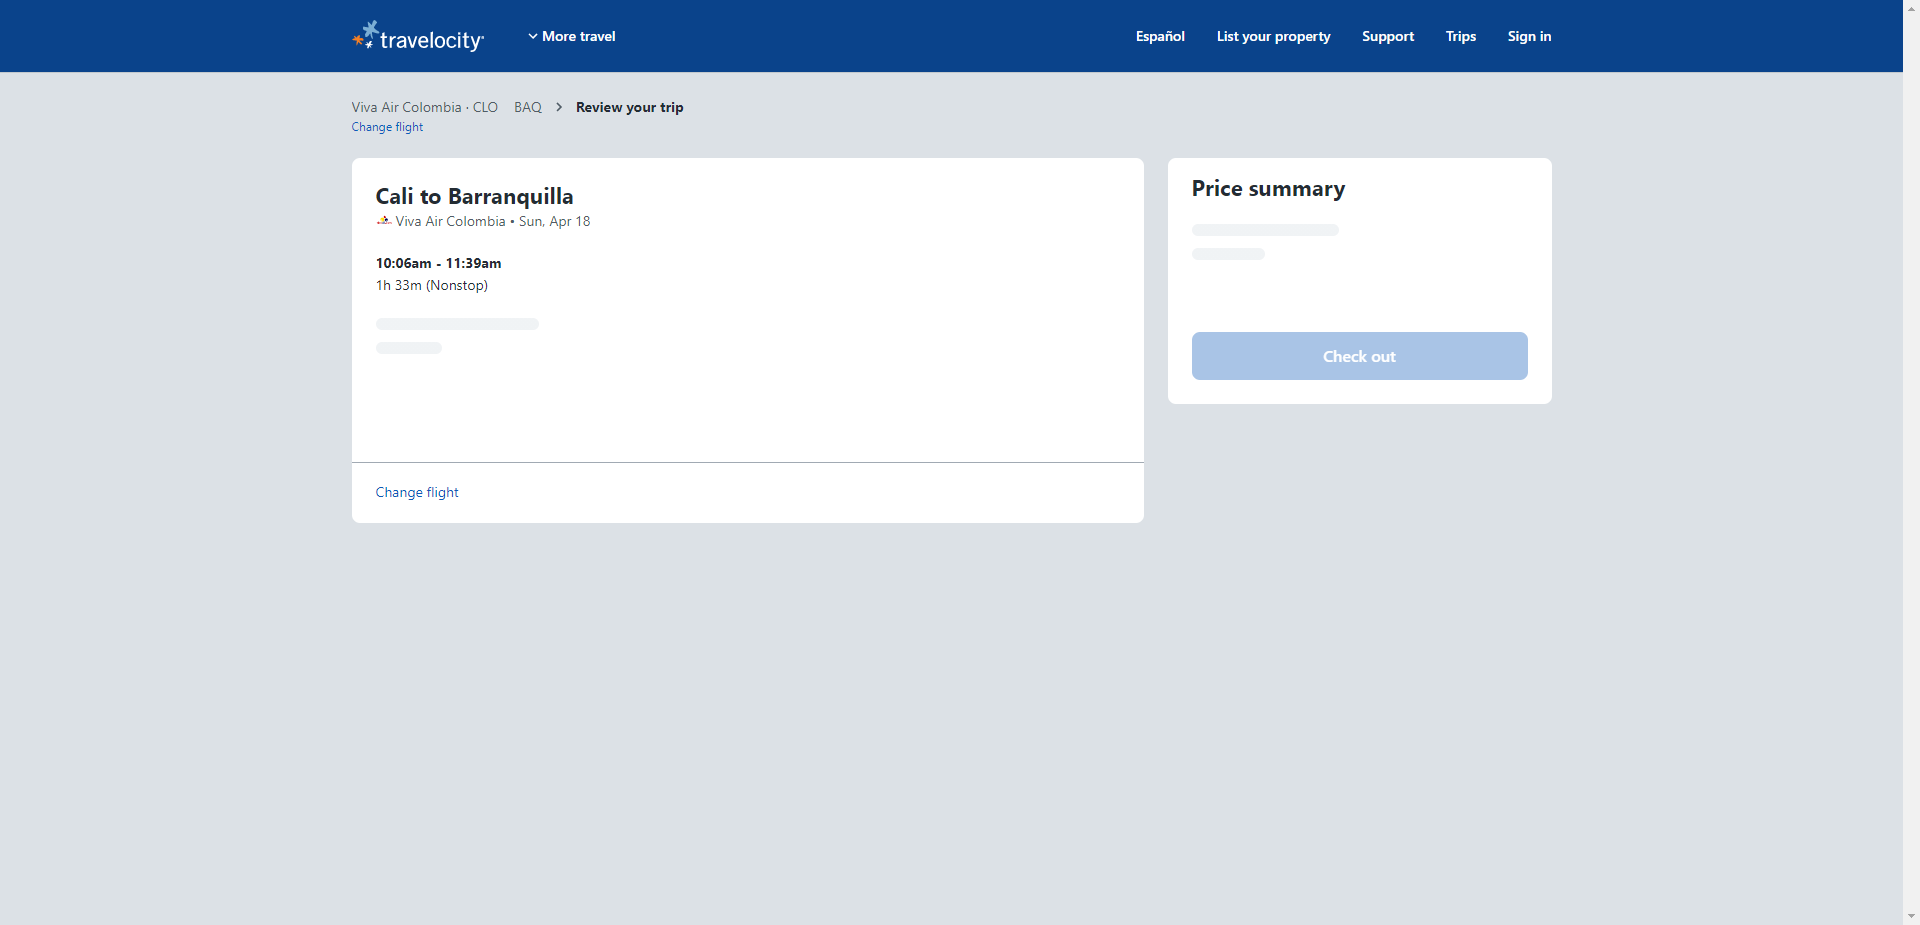 travelocity
More travel
Español
List your property
Support
Trips
Sign in
Viva Air Colombia · CLO BAQ Review your trip
Change flight
Cali to Barranquilla
Viva Air Colombia • Sun, Apr 18
10:06am - 11:39am
1h 33m (Nonstop)
Change flight
Price summary
Check out